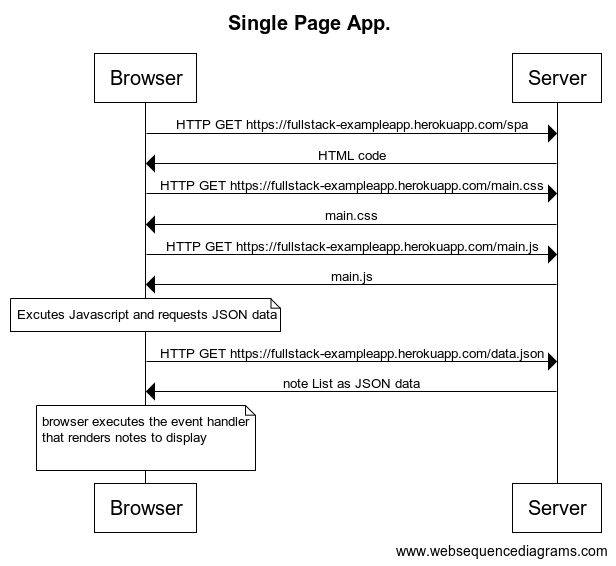 Single Page App.
Browser
Server
HTTP GET https://fullstack-exampleapp.herokuapp.com/spa
HTML code
HTTP GET https://fullstack-exampleapp.herokuapp.com/main.css
main.css
HTTP GET https://fullstack-exampleapp.herokuapp.com/main.js
main.js
Excutes Javascript and requests JSON data
HTTP GET https://fullstack-exampleapp.herokuapp.com/data.json
note List as JSON data
browser executes the event handler
that renders notes to display
Browser
Server
www.websequencediagrams.com